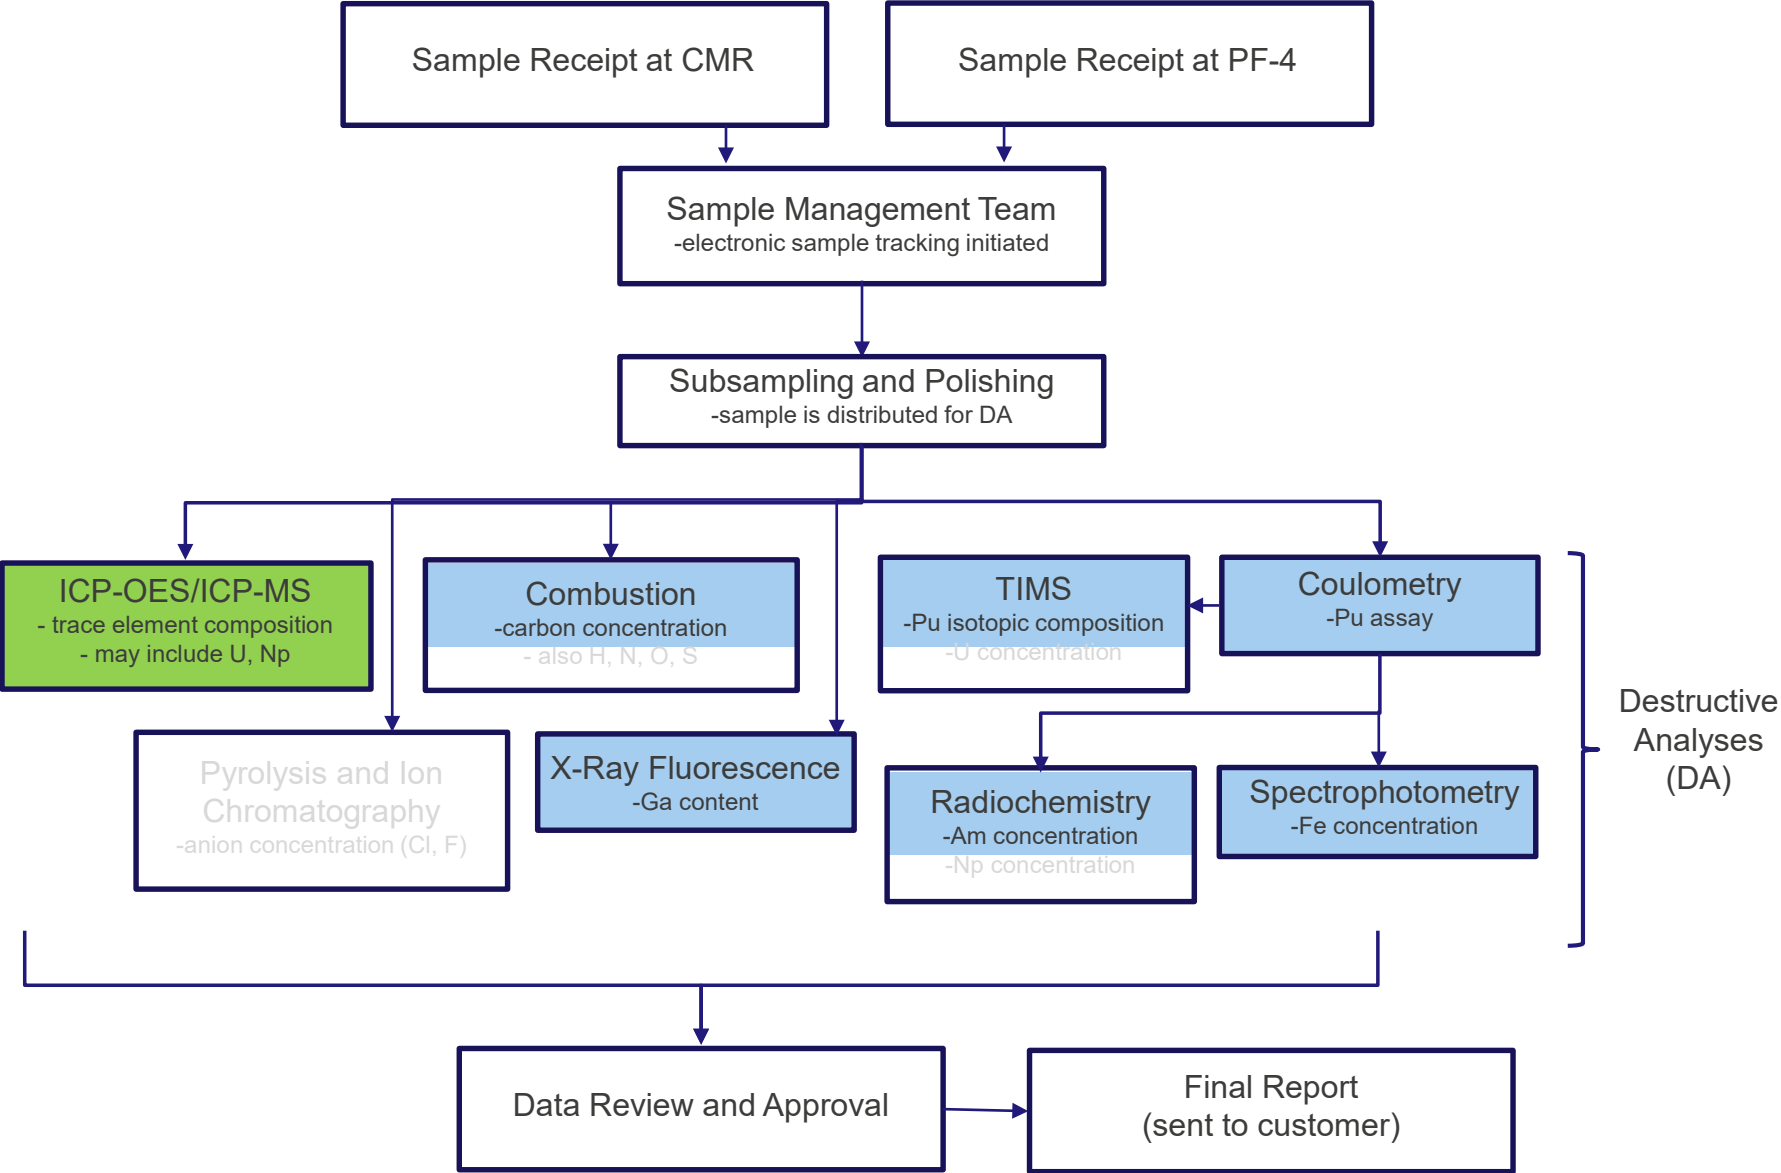 Sample Receipt at CMR
Sample Receipt at PF-4
Sample Management Team
-electronic sample tracking initiated
Subsampling and Polishing
-sample is distributed for DA
ICP-OES/ICP-MS
- trace element composition
- may include U, Np
Combustion
-carbon concentration
- also H, N, O, S
TIMS
-Pu isotopic composition
-U concentration
Coulometry
-Pu assay
Pyrolysis and Ion
Chromatography
-anion concentration (Cl, F)
X-Ray Fluorescence
-Ga content
Radiochemistry
-Am concentration
-Np concentration
Spectrophotometry
-Fe concentration
Destructive
Analyses
(DA)
Data Review and Approval
Final Report
(sent to customer)